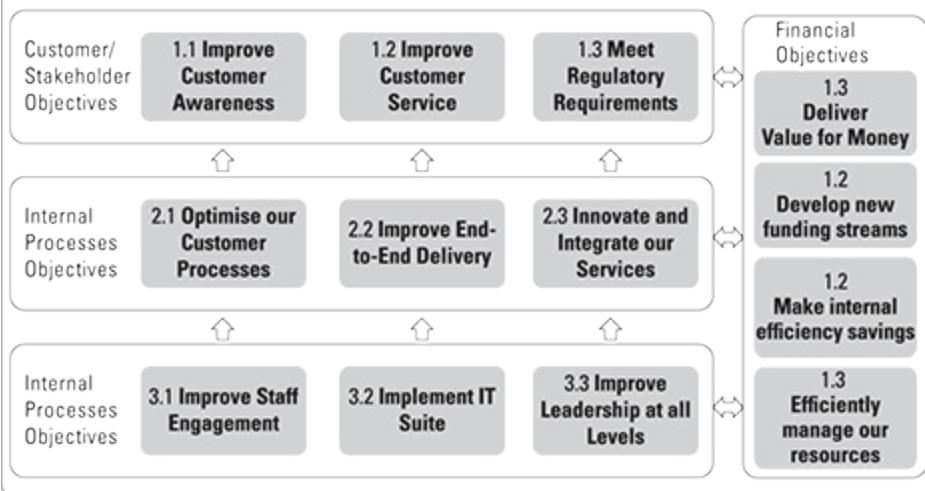 Customer/
Stakeholder
Objectives
1.1 Improve
Customer
Awareness
1.2 Improve
Customer
Service
1.3 Meet
Regulatory
Requirements
Internal
Processes
Objectives
2.1 Optimise our
Customer
Processes
2.2 Improve End-
to-End Delivery
2.3 Innovate and
Integrate our
Services
Internal
Processes
Objectives
3.1 Improve Staff
Engagement
3.2 Implement IT
Suite
3.3 Improve
Leadership at all
Levels
Financial
Objectives
1.3
Deliver
Value for Money
1.2
Develop new
funding streams
1.2
Make internal
efficiency savings
1.3
Efficiently
manage our
resources